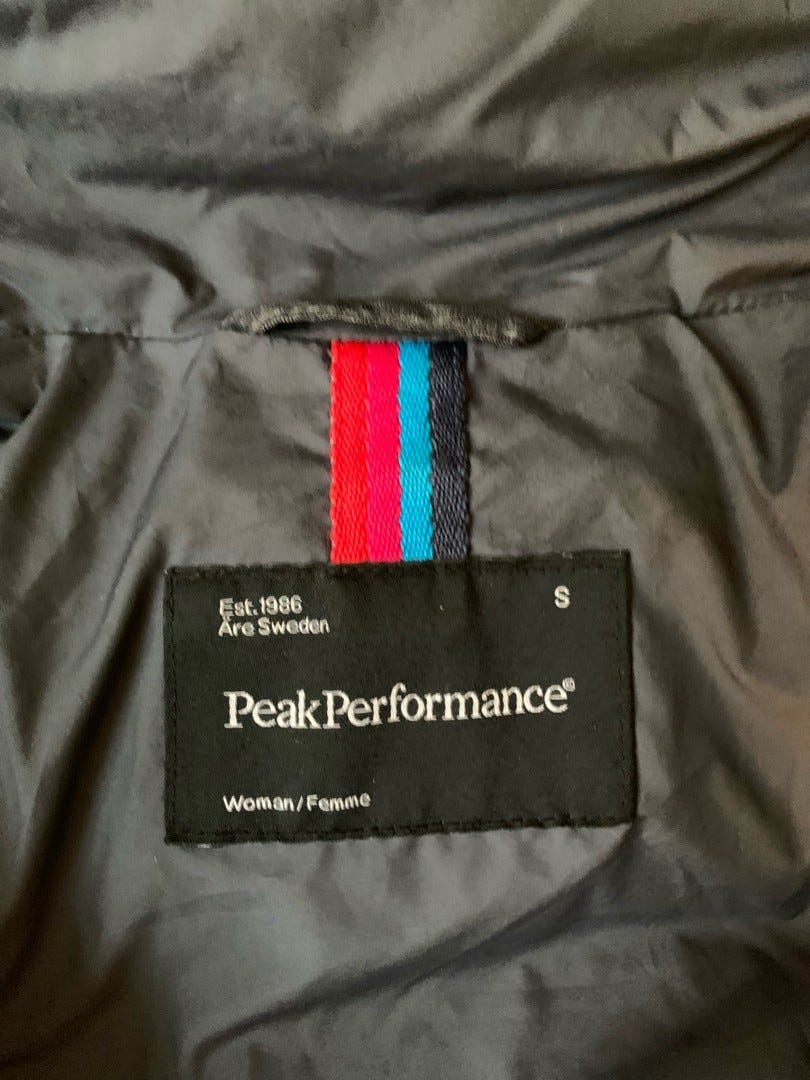 Est. 1986
Åre Sweden
S
PeakPerformance®
Woman/Femme